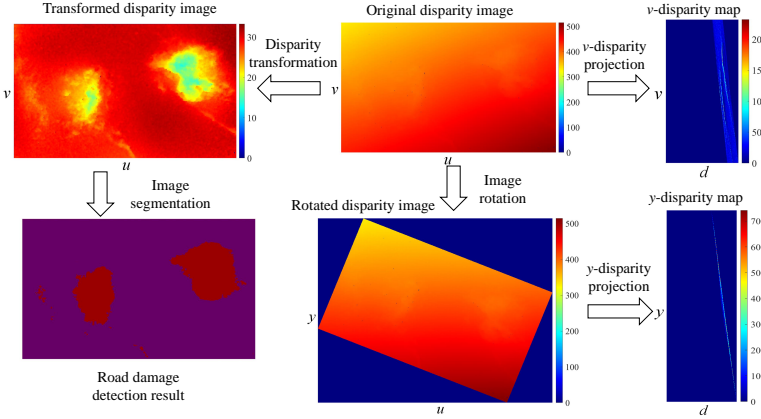 Transformed disparity image
Original disparity image
v-disparity map
Disparity
transformation
v-disparity
projection
v
u
30
20
10
0
v
u
500
400
300
200
100
0
v
d
20
15
10
5
0
Image
segmentation
Image
rotation
Rotated disparity image
y-disparity map
y-disparity
projection
y
u
500
400
300
200
100
0
y
d
70
60
50
40
30
20
10
0
Road damage
detection result